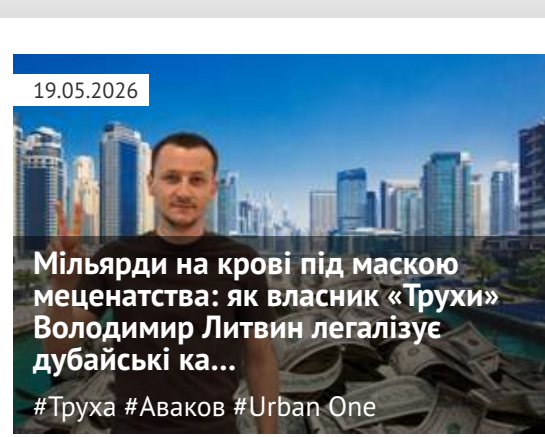 19.05.2026
Мільярди на крові під маскою
меценатства: як власник «Трухи»
Володимир Литвин легалізує
дубайські ка...
#Труха #Аваков #Urban One